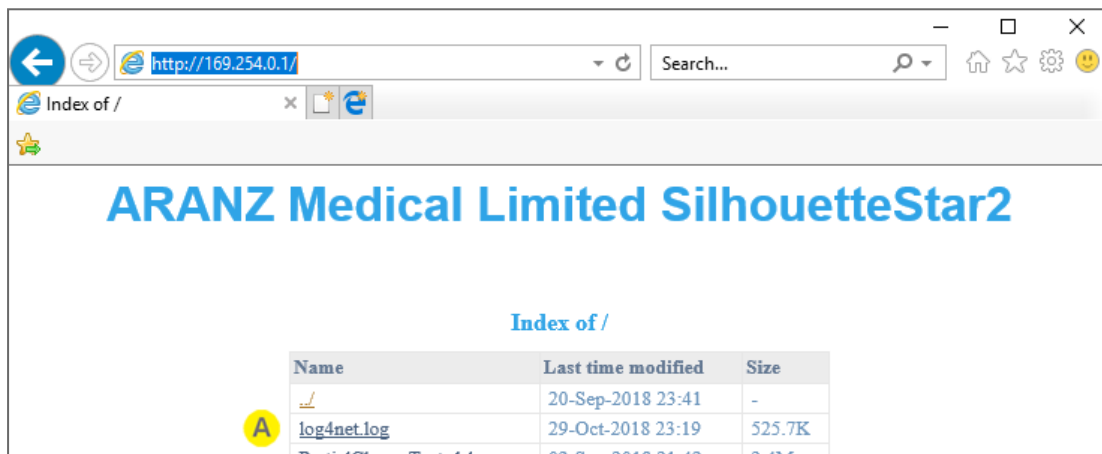 http://169.254.0.1/
Search...
Index of /
ARANZ Medical Limited SilhouetteStar2
Index of /
Name Last time modified Size
../ 20-Sep-2018 23:41 -
A log4net.log 29-Oct-2018 23:19 525.7K